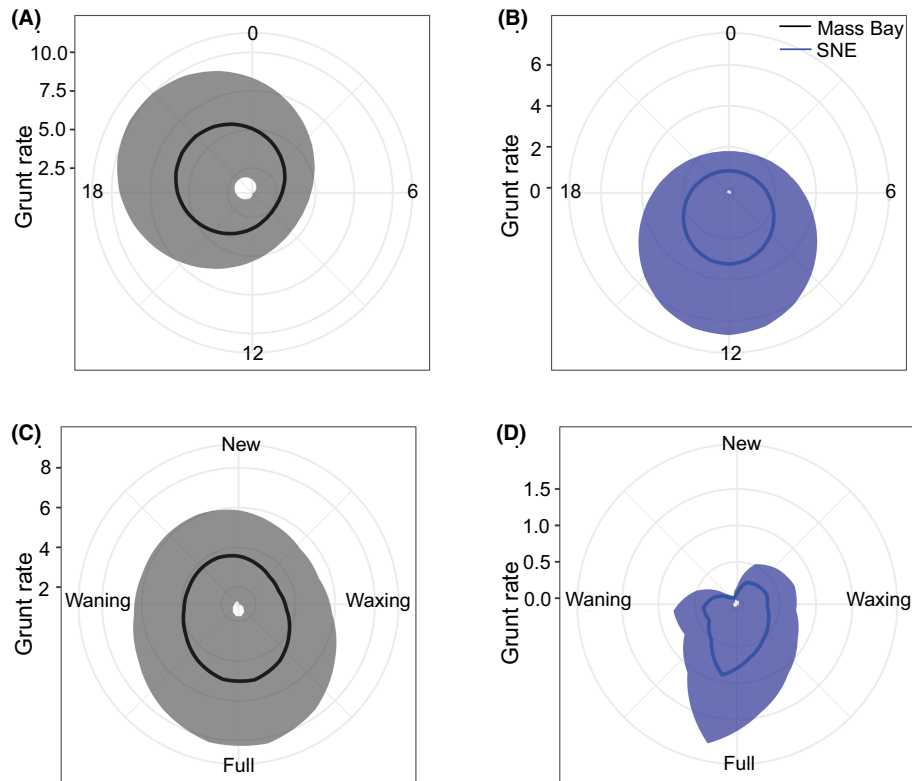 (A)
0
10.0
7.5
5.0
2.5
Grunt rate
18
6
12
(B)
0
Mass Bay
SNE
6
4
2
0
Grunt rate
18
6
12
(C)
New
8
6
4
2
Grunt rate
Waning
Waxing
Full
(D)
New
1.5
1.0
0.5
0.0
Grunt rate
Waning
Waxing
Full